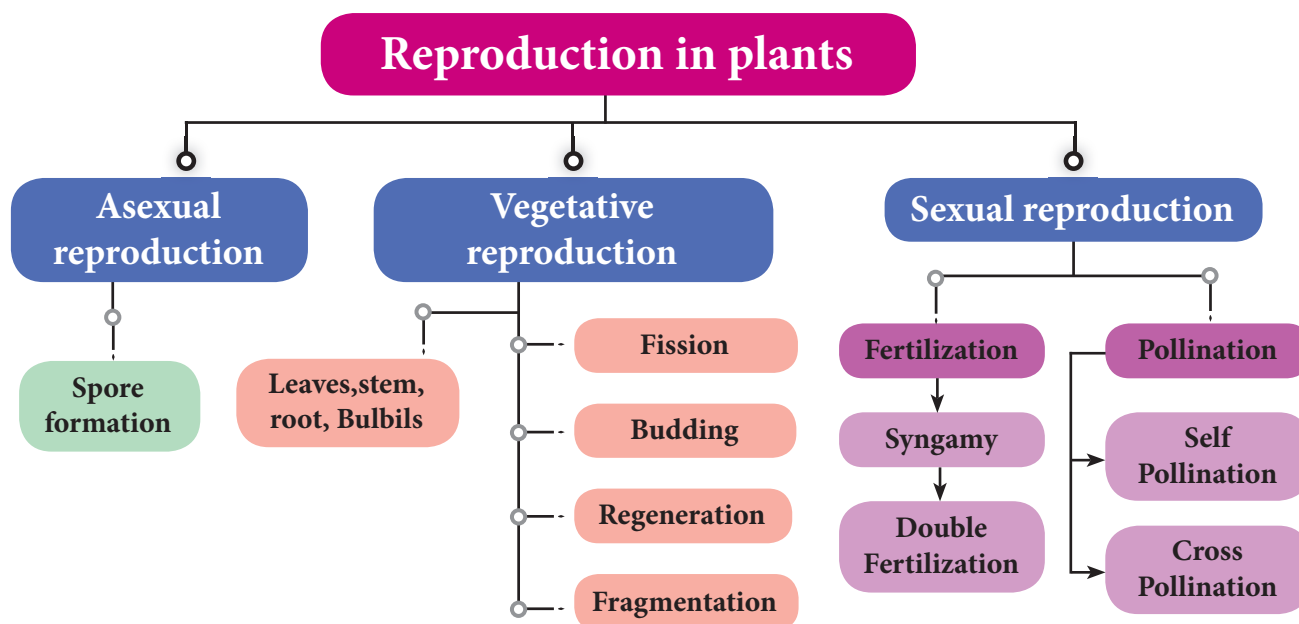 Reproduction in plants
Asexual
reproduction
Vegetative
reproduction
Sexual reproduction
Spore
formation
Leaves,stem,
root, Bulbils
Fission
Budding
Regeneration
Fragmentation
Fertilization
Syngamy
Double
Fertilization
Pollination
Self
Pollination
Cross
Pollination